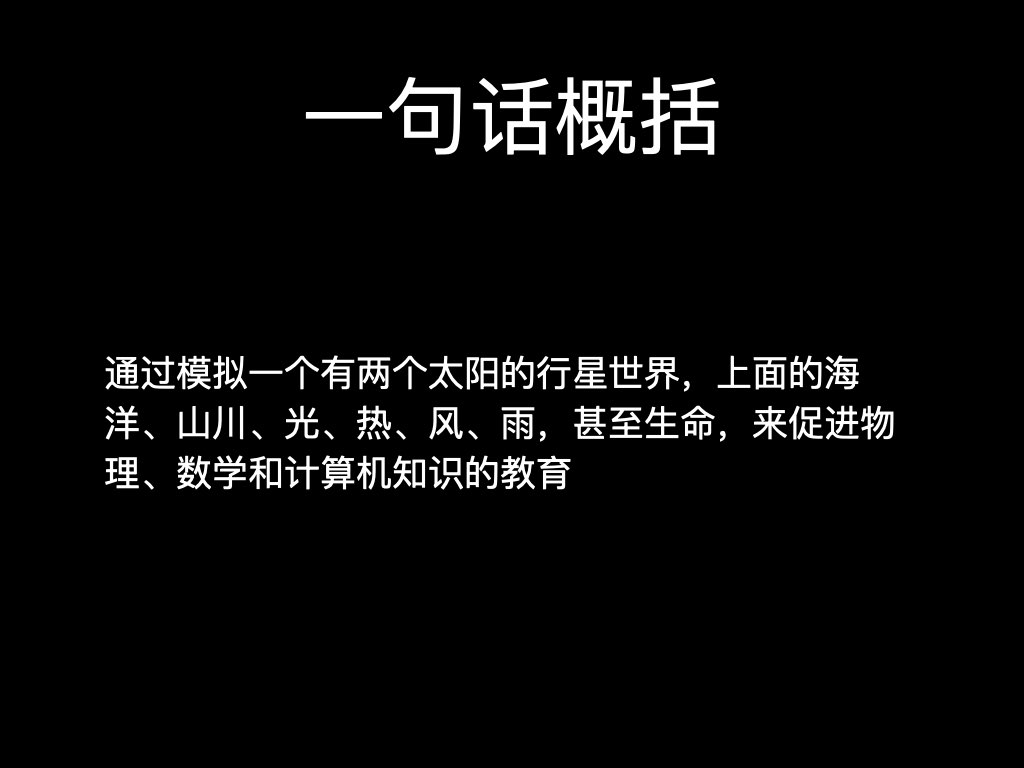 一句话概括
通过模拟一个有两个太阳的行星世界，上面的海
洋、山川、光、热、风、雨，甚至生命，来促进物
理、数学和计算机知识的教育